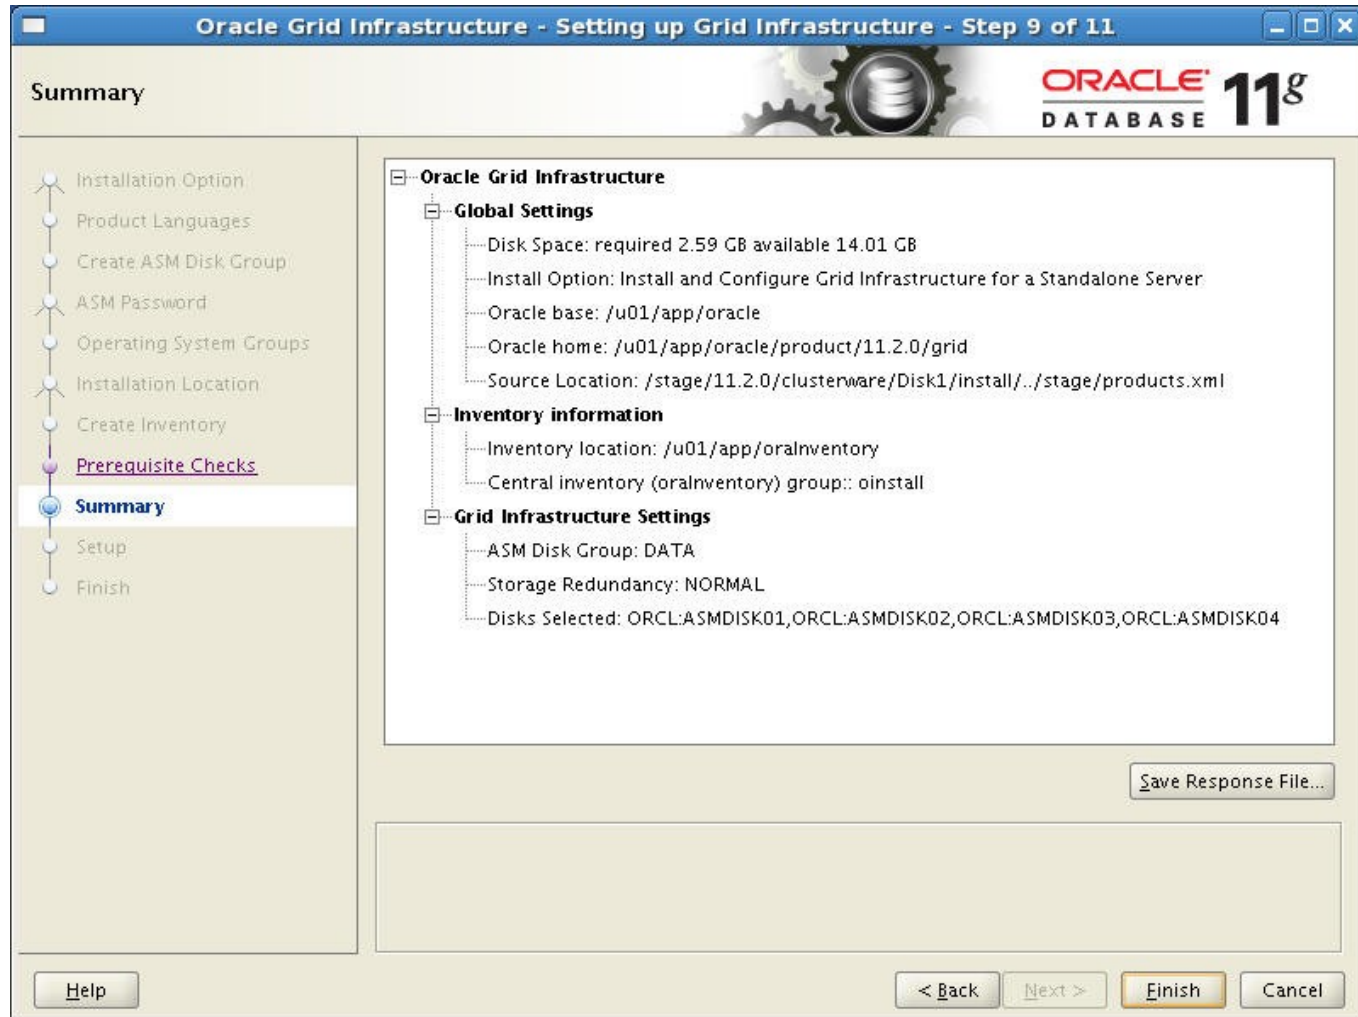 Oracle Grid Infrastructure - Setting up Grid Infrastructure - Step 9 of 11
Summary
ORACLE
DATABASE
11g
Installation Option
Product Languages
Create ASM Disk Group
ASM Password
Operating System Groups
Installation Location
Create Inventory
Prerequisite Checks
Summary
Setup
Finish
Oracle Grid Infrastructure
Global Settings
Disk Space: required 2.59 GB available 14.01 GB
Install Option: Install and Configure Grid Infrastructure for a Standalone Server
Oracle base: /u01/app/oracle
Oracle home: /u01/app/oracle/product/11.2.0/grid
Source Location: /stage/11.2.0/clusterware/Disk1/install/../stage/products.xml
Inventory information
Inventory location: /u01/app/oraInventory
Central inventory (oraInventory) group:: oinstall
Grid Infrastructure Settings
ASM Disk Group: DATA
Storage Redundancy: NORMAL
Disks Selected: ORCL:ASMDISK01,ORCL:ASMDISK02,ORCL:ASMDISK03,ORCL:ASMDISK04
Save Response File...
Help
< Back
Next >
Finish
Cancel